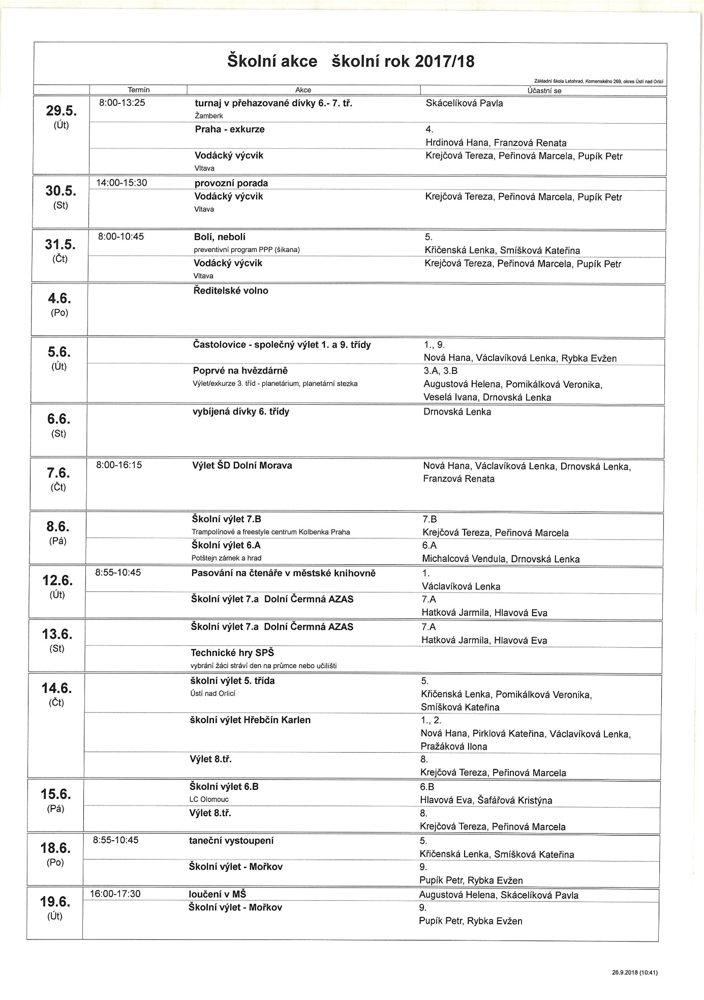 Školní akce školní rok 2017/18
Základní škola Letohrad, Komenského 269, okres Ústí nad Orlicí
Termín Akce Účastní se
29.5. 8:00-13:25 turnaj v přehazované dívky 6.- 7. tř. Skácelíková Pavla
(Út) Žamberk
Praha - exkurze 4.
Hrdinová Hana, Franzová Renata
Vodácký výcvik Krejčová Tereza, Peřinová Marcela, Pupík Petr
Vltava
30.5. 14:00-15:30 provozní porada
(St) Vodácký výcvik Krejčová Tereza, Peřinová Marcela, Pupík Petr
Vltava
31.5. 8:00-10:45 Bolí, nebolí 5.
(Čt) preventivní program PPP (šikana) Křičenská Lenka, Smíšková Kateřina
Vodácký výcvik Krejčová Tereza, Peřinová Marcela, Pupík Petr
Vltava
4.6. Ředitelské volno
(Po)
5.6. Častolovice - společný výlet 1. a 9. třídy 1., 9.
(Út) Nová Hana, Václavíková Lenka, Rybka Evžen
Poprvé na hvězdárně 3.A, 3.B
Výlet/exkurze 3. tříd - planetárium, planetární stezka Augustová Helena, Pomikálková Veronika,
Veselá Ivana, Drnovská Lenka
6.6. vybíjená dívky 6. třídy Drnovská Lenka
(St)
7.6. 8:00-16:15 Výlet ŠD Dolní Morava Nová Hana, Václavíková Lenka, Drnovská Lenka,
(Čt) Franzová Renata
8.6. Školní výlet 7.B 7.B
(Pá) Trampolínové a freestyle centrum Kolbenka Praha Krejčová Tereza, Peřinová Marcela
Školní výlet 6.A 6.A
Potštejn zámek a hrad Michalcová Vendula, Drnovská Lenka
12.6. 8:55-10:45 Pasování na čtenáře v městské knihovně 1.
(Út) Václavíková Lenka
Školní výlet 7.a Dolní Čermná AZAS 7.A
Hatková Jarmila, Hlavová Eva
13.6. Školní výlet 7.a Dolní Čermná AZAS 7.A
(St) Hatková Jarmila, Hlavová Eva
Technické hry SPŠ
vybrání žáci stráví den na průmce nebo učilišti
14.6. školní výlet 5. třída 5.
(Čt) Ústí nad Orlicí Křičenská Lenka, Pomikálková Veronika,
Smíšková Kateřina
školní výlet Hřebčín Karlen 1., 2.
Nová Hana, Pirklová Kateřina, Václavíková Lenka,
Pražáková Ilona
Výlet 8.tř. 8.
Krejčová Tereza, Peřinová Marcela
15.6. Školní výlet 6.B 6.B
(Pá) LC Olomouc Hlavová Eva, Šafářová Kristýna
Výlet 8.tř. 8.
Krejčová Tereza, Peřinová Marcela
18.6. 8:55-10:45 taneční vystoupení 5.
(Po) Křičenská Lenka, Smíšková Kateřina
Školní výlet - Mořkov 9.
Pupík Petr, Rybka Evžen
19.6. 16:00-17:30 loučení v MŠ Augustová Helena, Skácelíková Pavla
(Út) Školní výlet - Mořkov 9.
Pupík Petr, Rybka Evžen
26.9.2018 (10:41)